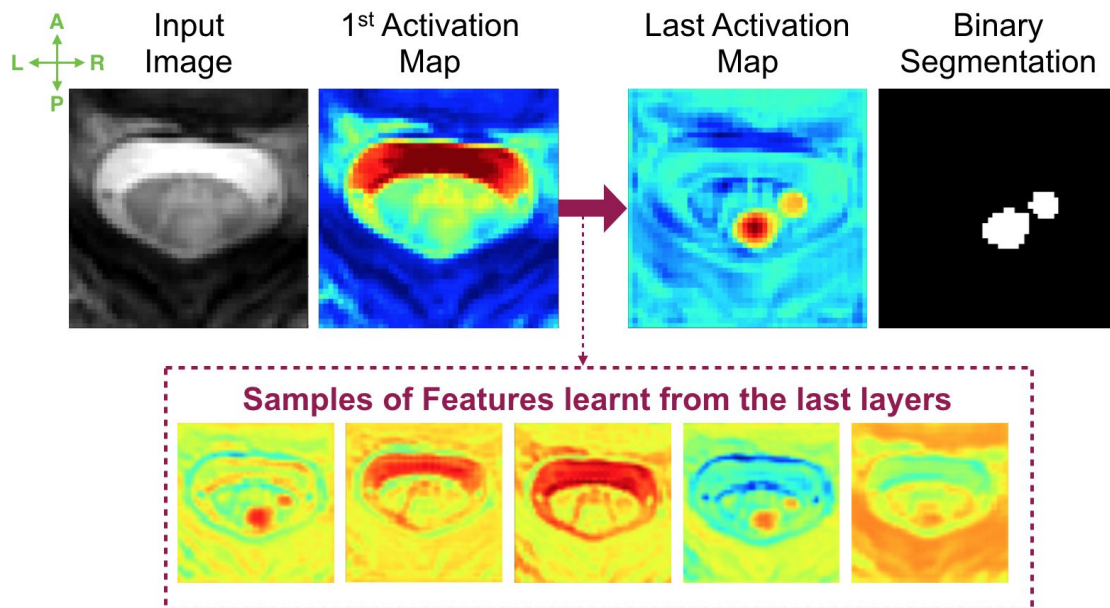 A
L R
P
Input
Image
1st Activation
Map
Last Activation
Map
Binary
Segmentation
Samples of Features learnt from the last layers